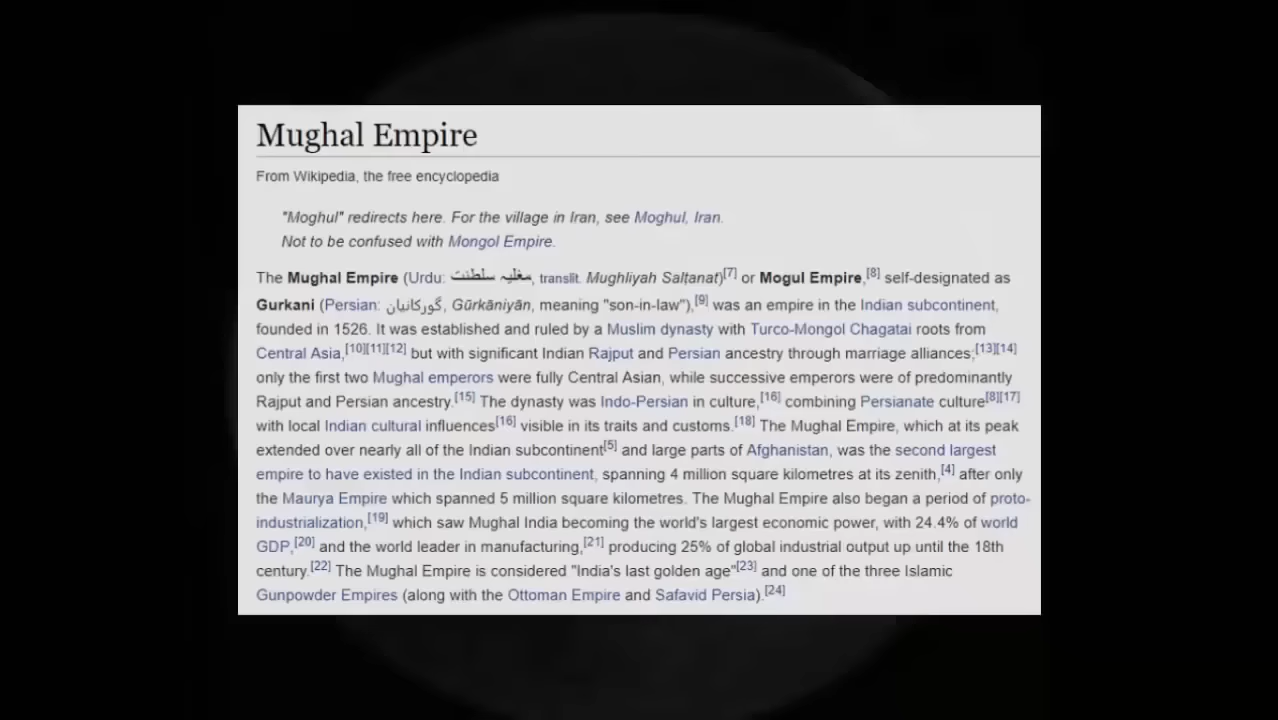 Mughal Empire
From Wikipedia, the free encyclopedia
"Moghul" redirects here. For the village in Iran, see Moghul, Iran.
Not to be confused with Mongol Empire.
The Mughal Empire (Urdu: مغلیہ سلطنت, translit. Mughliyah Salṭanat)[7] or Mogul Empire,[8] self-designated as
Gurkani (Persian: گورکانیان, Gūrkāniyān, meaning "son-in-law"),[9] was an empire in the Indian subcontinent,
founded in 1526. It was established and ruled by a Muslim dynasty with Turco-Mongol Chagatai roots from
Central Asia,[10][11][12] but with significant Indian Rajput and Persian ancestry through marriage alliances;[13][14]
only the first two Mughal emperors were fully Central Asian, while successive emperors were of predominantly
Rajput and Persian ancestry.[15] The dynasty was Indo-Persian in culture,[16] combining Persianate culture[8][17]
with local Indian cultural influences[16] visible in its traits and customs.[18] The Mughal Empire, which at its peak
extended over nearly all of the Indian subcontinent[5] and large parts of Afghanistan, was the second largest
empire to have existed in the Indian subcontinent, spanning 4 million square kilometres at its zenith,[4] after only
the Maurya Empire which spanned 5 million square kilometres. The Mughal Empire also began a period of proto-
industrialization,[19] which saw Mughal India becoming the world's largest economic power, with 24.4% of world
GDP,[20] and the world leader in manufacturing,[21] producing 25% of global industrial output up until the 18th
century.[22] The Mughal Empire is considered "India's last golden age"[23] and one of the three Islamic
Gunpowder Empires (along with the Ottoman Empire and Safavid Persia).[24]